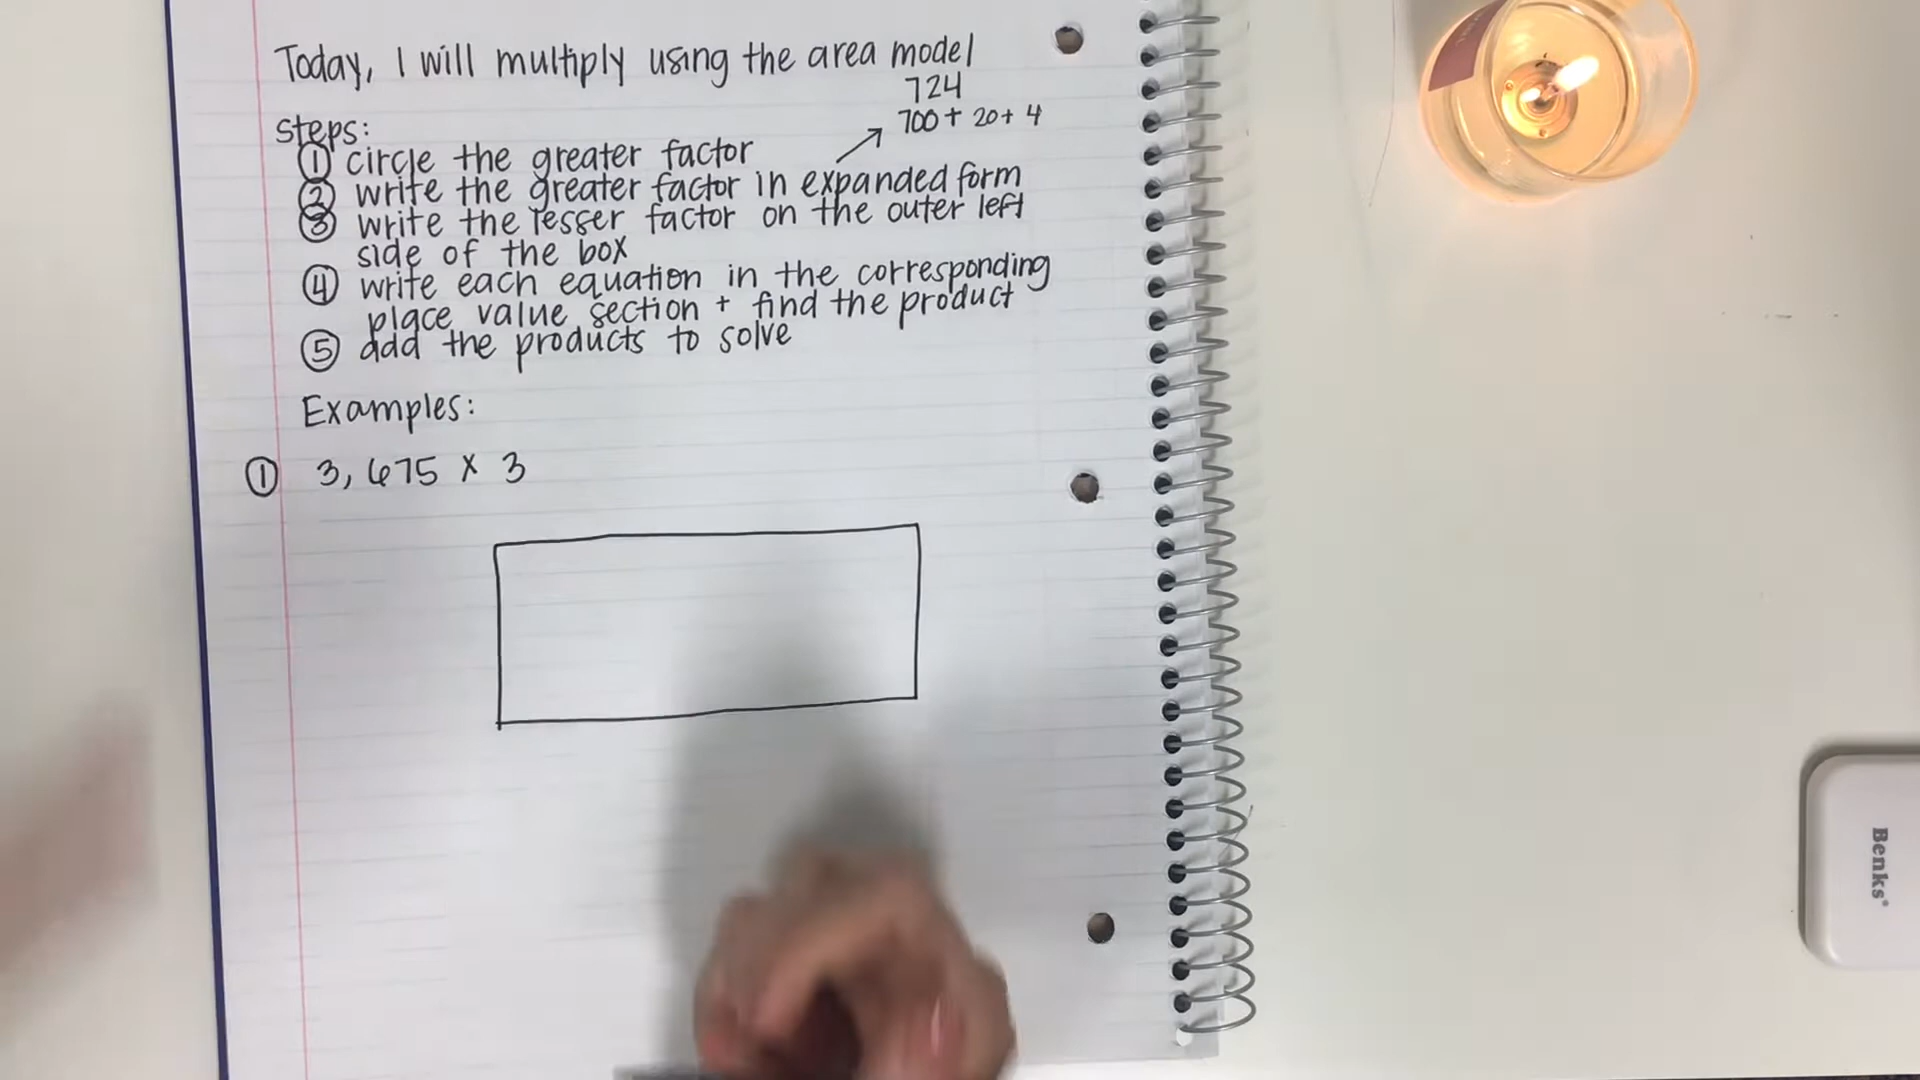 Today, I will multiply using the area model
724
700 + 20 + 4
steps:
① circle the greater factor
② write the greater factor in expanded form
③ write the lesser factor on the outer left
side of the box
④ write each equation in the corresponding
place value section + find the product
⑤ add the products to solve
Examples:
① 3,675 x 3
Benks®